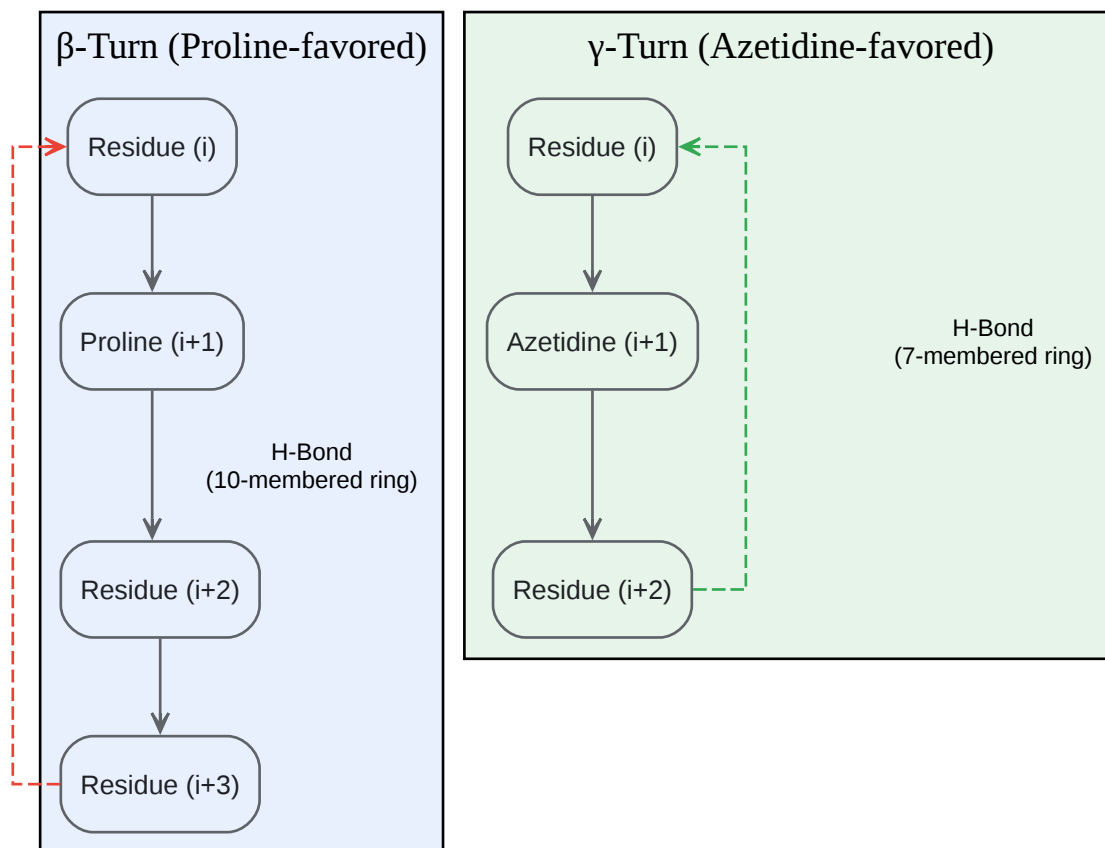 β-Turn (Proline-favored)
Residue (i)
Proline (i+1)
H-Bond
(10-membered ring)
Residue (i+2)
Residue (i+3)
γ-Turn (Azetidine-favored)
Residue (i)
Azetidine (i+1)
H-Bond
(7-membered ring)
Residue (i+2)